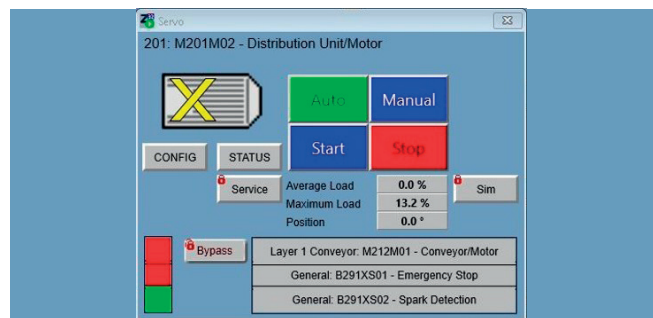 Servo
201: M201M02 - Distribution Unit/Motor
Auto Manual
Start Stop
CONFIG STATUS
Service Average Load 0.0 % Sim
Maximum Load 13.2 %
Position 0.0 °
Bypass Layer 1 Conveyor: M212M01 - Conveyor/Motor
General: B291XS01 - Emergency Stop
General: B291XS02 - Spark Detection